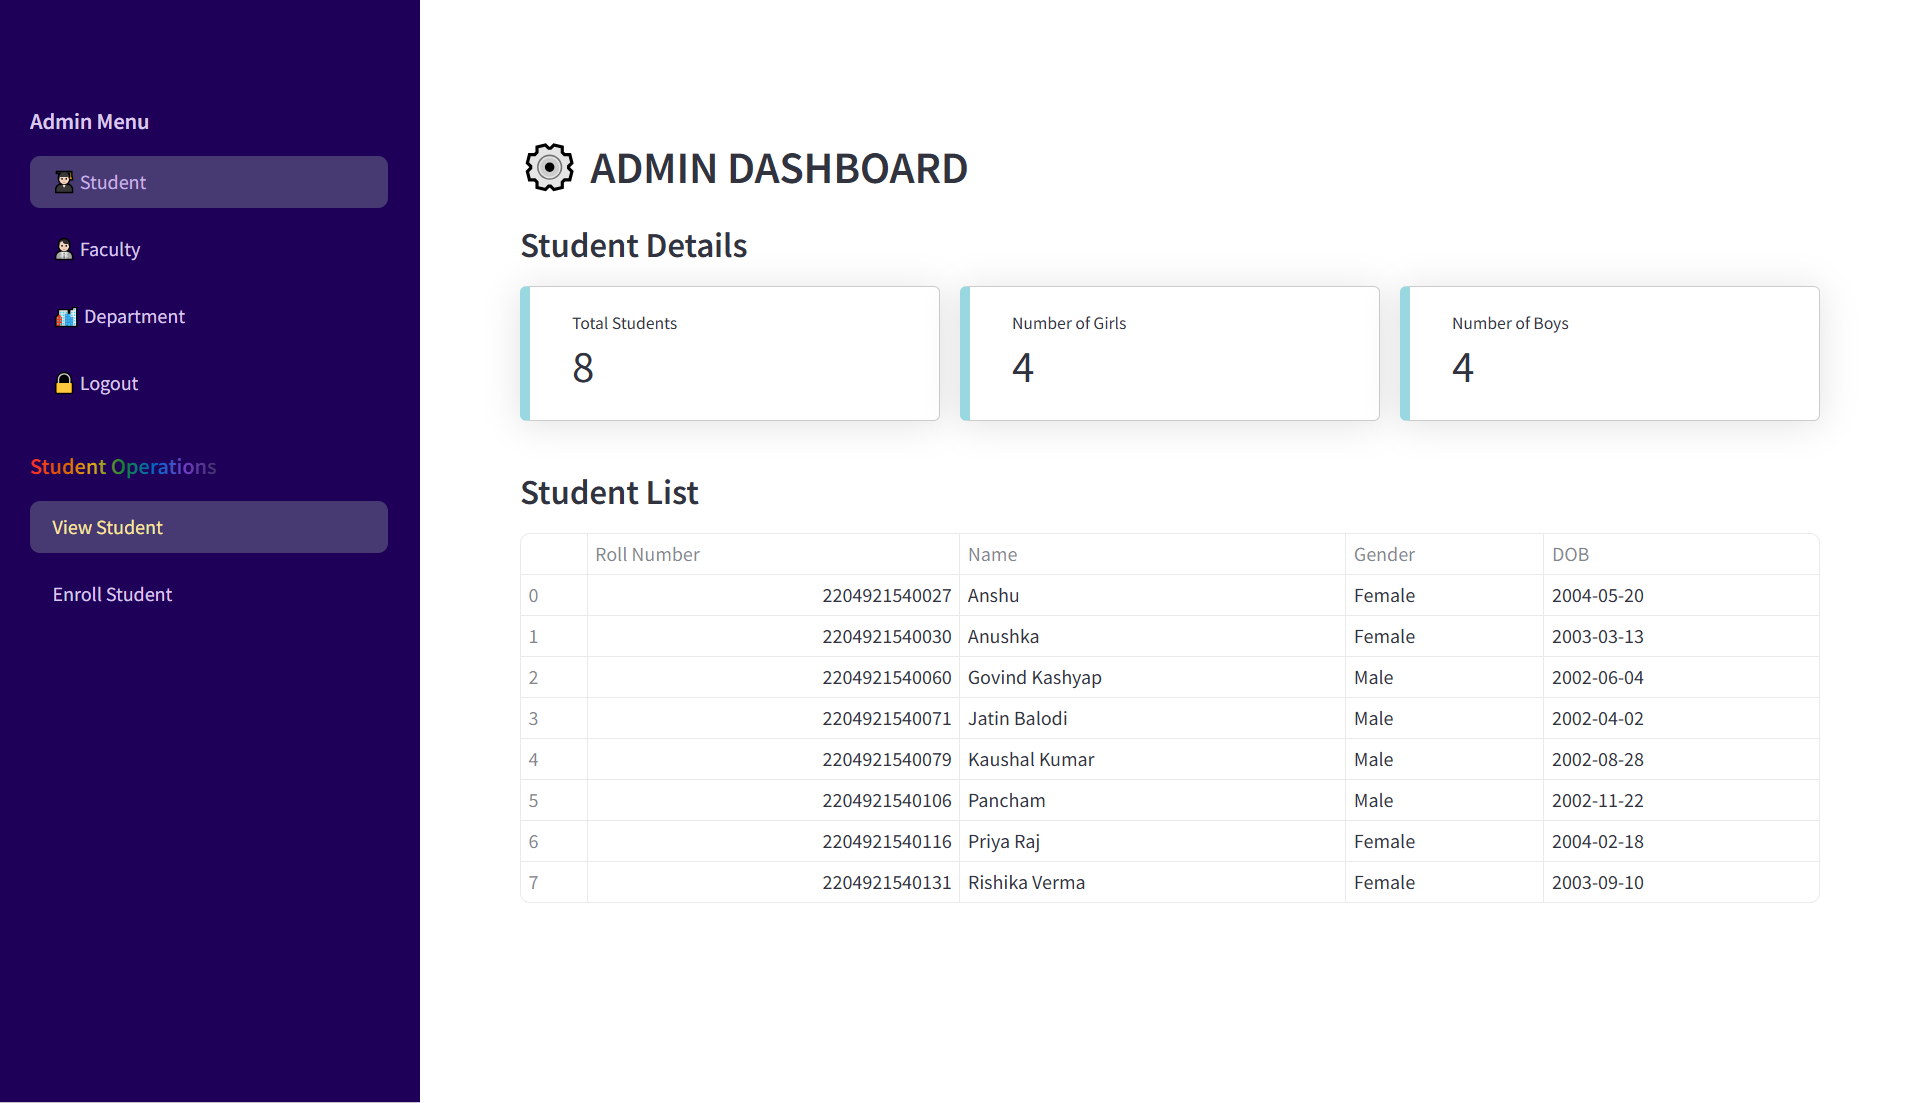 Admin Menu
Student
Faculty
Department
Logout
Student Operations
View Student
Enroll Student
ADMIN DASHBOARD
Student Details
Total Students
8
Number of Girls
4
Number of Boys
4
Student List
Roll Number Name Gender DOB
0 2204921540027 Anshu Female 2004-05-20
1 2204921540030 Anushka Female 2003-03-13
2 2204921540060 Govind Kashyap Male 2002-06-04
3 2204921540071 Jatin Balodi Male 2002-04-02
4 2204921540079 Kaushal Kumar Male 2002-08-28
5 2204921540106 Pancham Male 2002-11-22
6 2204921540116 Priya Raj Female 2004-02-18
7 2204921540131 Rishika Verma Female 2003-09-10